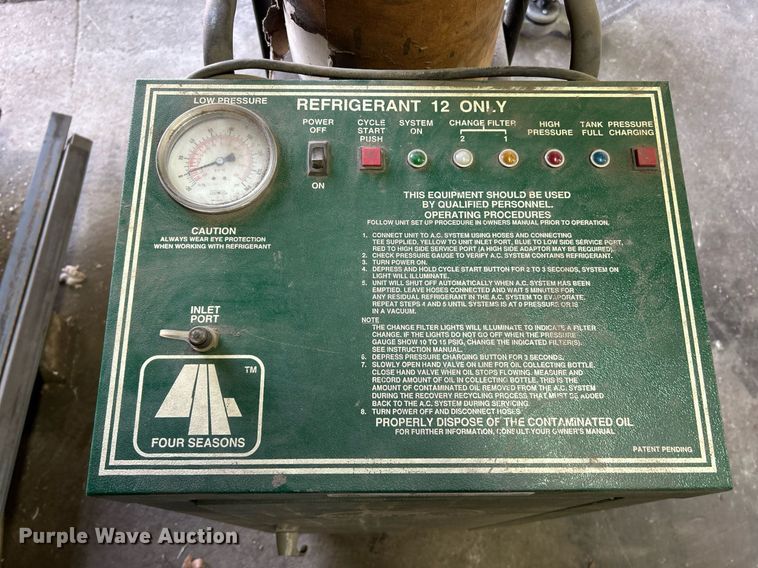 LOW PRESSURE
REFRIGERANT 12 ONLY
POWER
OFF
ON
CYCLE
START
PUSH
SYSTEM
ON
CHANGE FILTER
2 1
HIGH
PRESSURE
TANK
FULL
PRESSURE
CHARGING
CAUTION
ALWAYS WEAR EYE PROTECTION
WHEN WORKING WITH REFRIGERANT
THIS EQUIPMENT SHOULD BE USED
BY QUALIFIED PERSONNEL.
OPERATING PROCEDURES
FOLLOW UNIT SET UP PROCEDURE IN OWNERS MANUAL PRIOR TO OPERATION.
1. CONNECT UNIT TO A.C. SYSTEM USING HOSES AND CONNECTING
TEE SUPPLIED. YELLOW TO UNIT INLET PORT, BLUE TO LOW SIDE SERVICE PORT,
RED TO HIGH SIDE SERVICE PORT (A HIGH SIDE ADAPTOR MAY BE REQUIRED).
2. CHECK PRESSURE GAUGE TO VERIFY A.C. SYSTEM CONTAINS REFRIGERANT.
3. TURN POWER ON.
4. DEPRESS AND HOLD CYCLE START BUTTON FOR 2 TO 3 SECONDS, SYSTEM ON
LIGHT WILL ILLUMINATE.
5. UNIT WILL SHUT OFF AUTOMATICALLY WHEN A.C. SYSTEM HAS BEEN
EMPTIED. LEAVE HOSES CONNECTED AND WAIT 5 MINUTES FOR
ANY RESIDUAL REFRIGERANT IN THE A.C. SYSTEM TO EVAPORATE.
REPEAT STEPS 4 AND 5 UNTIL SYSTEMS IS AT 0 PRESSURE OR IS
IN A VACUUM.
NOTE
THE CHANGE FILTER LIGHTS WILL ILLUMINATE TO INDICATE A FILTER
CHANGE. IF THE LIGHTS DO NOT GO OFF WHEN THE PRESSURE
GAUGE SHOW 10 TO 15 PSIG, CHANGE THE INDICATED FILTER(S).
SEE INSTRUCTION MANUAL.
6. DEPRESS PRESSURE CHARGING BUTTON FOR 3 SECONDS.
7. SLOWLY OPEN HAND VALVE ON LINE FOR OIL COLLECTING BOTTLE.
CLOSE HAND VALVE WHEN OIL STOPS FLOWING. MEASURE AND
RECORD AMOUNT OF OIL IN COLLECTING BOTTLE. THIS IS THE
AMOUNT OF CONTAMINATED OIL REMOVED FROM THE A.C. SYSTEM
DURING THE RECOVERY RECYCLING PROCESS THAT MUST BE ADDED
BACK TO THE A.C. SYSTEM DURING SERVICING.
8. TURN POWER OFF AND DISCONNECT HOSES
PROPERLY DISPOSE OF THE CONTAMINATED OIL
FOR FURTHER INFORMATION, CONSULT YOUR OWNER'S MANUAL
PATENT PENDING
INLET
PORT
TM
FOUR SEASONS
Purple Wave Auction